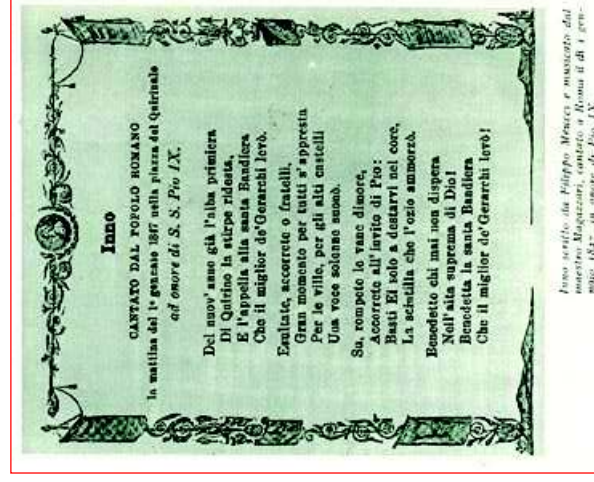 Inno
CANTATO DAL POPOLO ROMANO
la mattina del 1º gennaio 1847 nella piazza del Quirinale
ad onore di S. S. Pio IX.
Del nuov' anno già l'alba primiera
Di Quirino la stirpe ridesta,
E l'appella alla santa Bandiera
Che il miglior de' Gerarchi levò.
Esultate, accorrete o fratelli,
Gran momento per tutti s' appresta
Per le ville, per gli alti castelli
Una voce solenne suonò.
Su, rompete le vane dimore,
Accorrete all' invito di Pio:
Basti Ei solo a destarvi nel core,
La scintilla che l'ozio ammorzò.
Benedetto chi mai non dispera
Nell'aita suprema di Dio!
Benedetta la santa Bandiera
Che il miglior de' Gerarchi levò!
Inno scritto da Filippo Meucci e musicato dal
maestro Magazzari, cantato a Roma il dì 1 gen-
naio 1847 in onore di Pio IX.